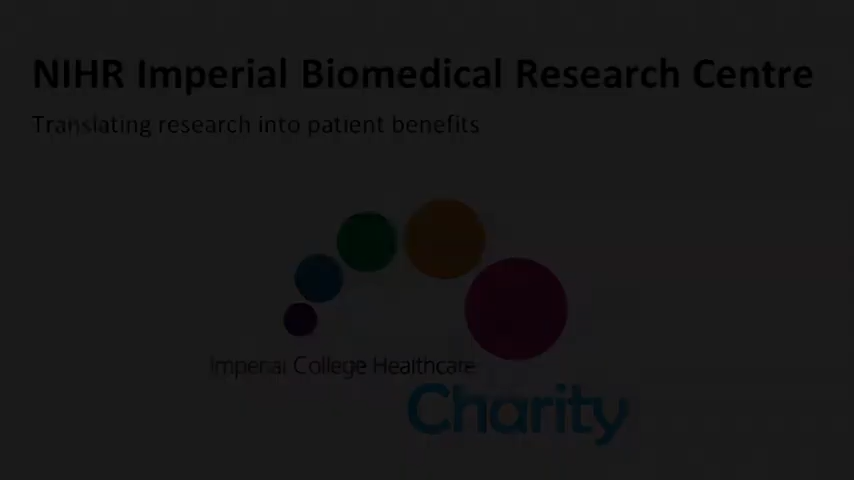 NIHR Imperial Biomedical Research Centre
Translating research into patient benefits
Imperial College Healthcare
Charity